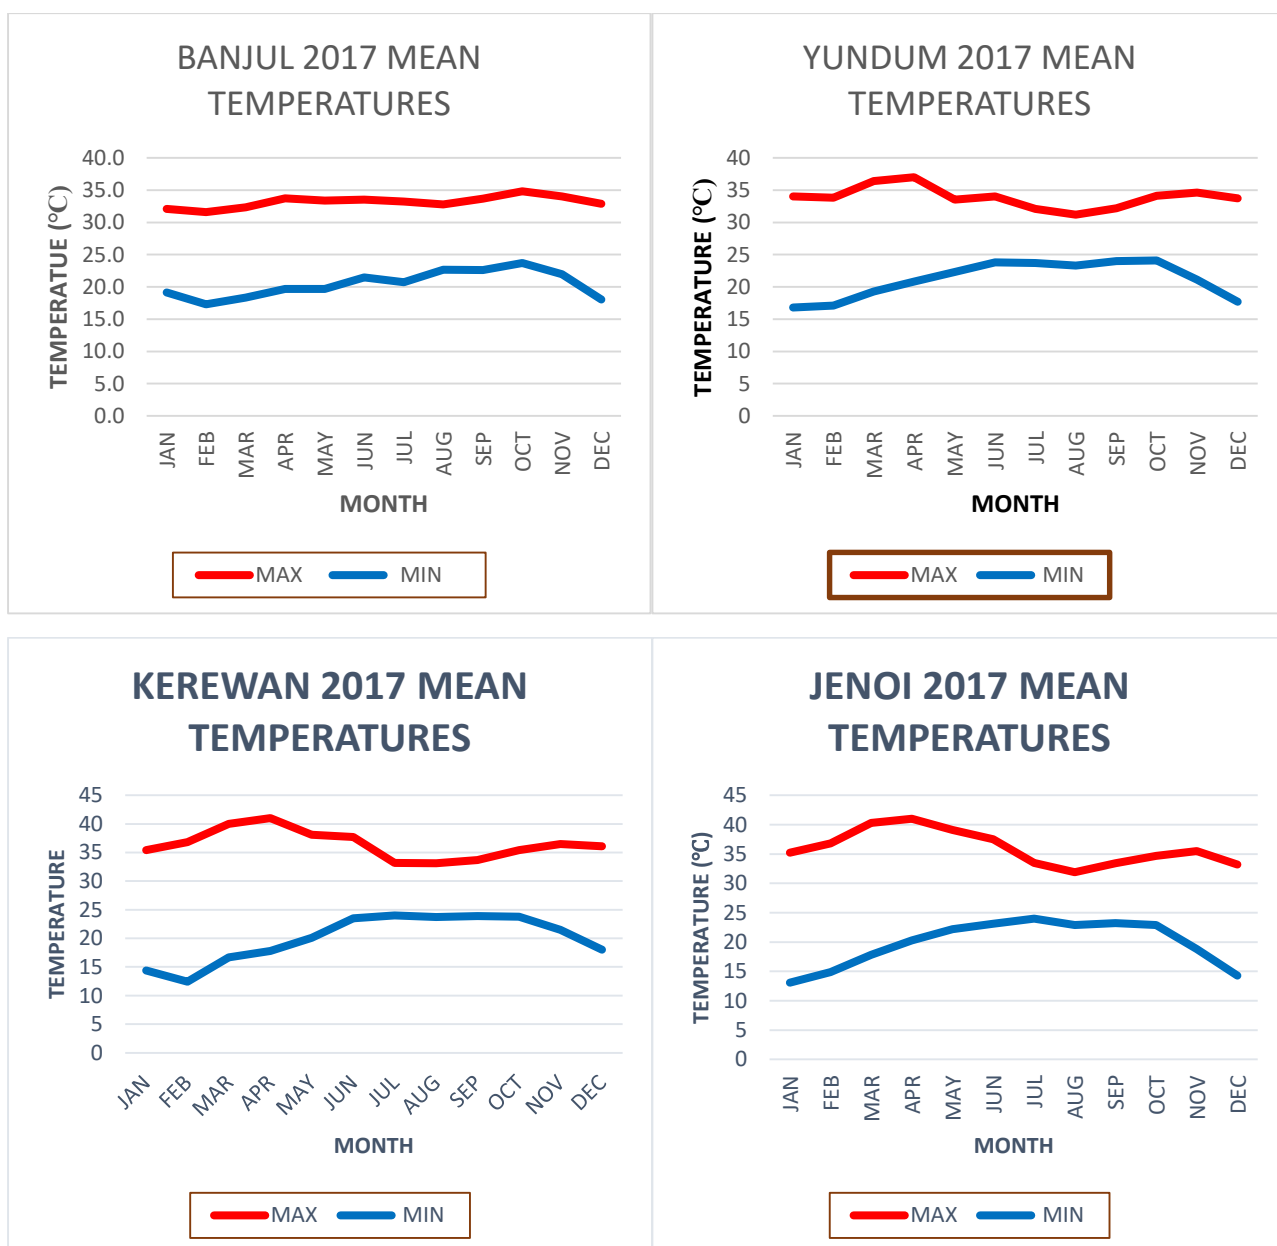 BANJUL 2017 MEAN
TEMPERATURES
TEMPERATUE (℃)
40.0
35.0
30.0
25.0
20.0
15.0
10.0
5.0
0.0
JAN
FEB
MAR
APR
MAY
JUN
JUL
AUG
SEP
OCT
NOV
DEC
MONTH
MAX MIN
YUNDUM 2017 MEAN
TEMPERATURES
TEMPERATURE (℃)
40
35
30
25
20
15
10
5
0
JAN
FEB
MAR
APR
MAY
JUN
JUL
AUG
SEP
OCT
NOV
DEC
MONTH
MAX MIN
KEREWAN 2017 MEAN
TEMPERATURES
TEMPERATURE
45
40
35
30
25
20
15
10
5
0
JAN
FEB
MAR
APR
MAY
JUN
JUL
AUG
SEP
OCT
NOV
DEC
MONTH
MAX MIN
JENOI 2017 MEAN
TEMPERATURES
TEMPERATURE (℃)
45
40
35
30
25
20
15
10
5
0
JAN
FEB
MAR
APR
MAY
JUN
JUL
AUG
SEP
OCT
NOV
DEC
MONTH
MAX MIN